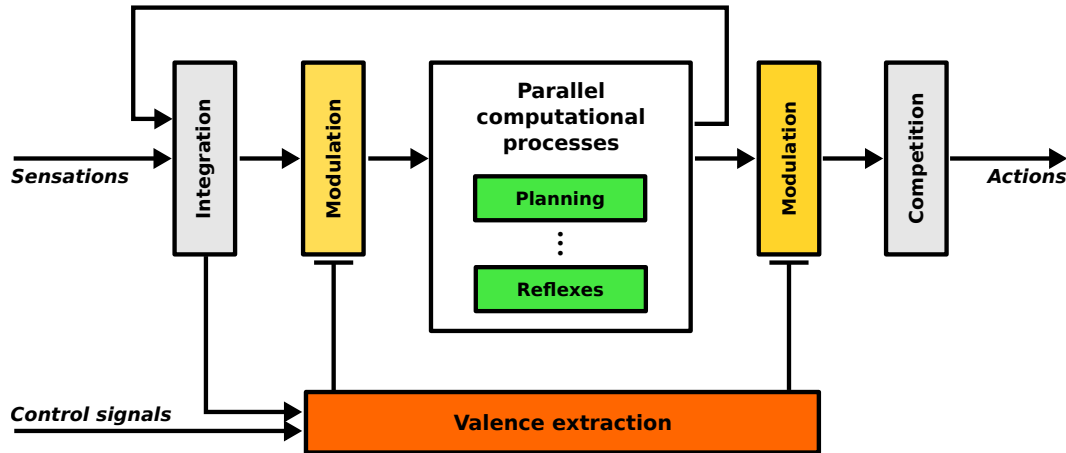 Parallel
computational
processes
Sensations
Integration
Modulation
Planning
⋮
Reflexes
Modulation
Competition
Actions
Control signals
Valence extraction